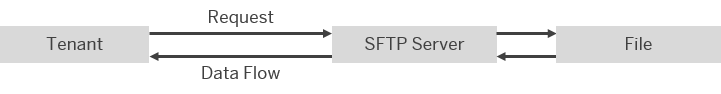 Request
Tenant
SFTP Server
File
Data Flow